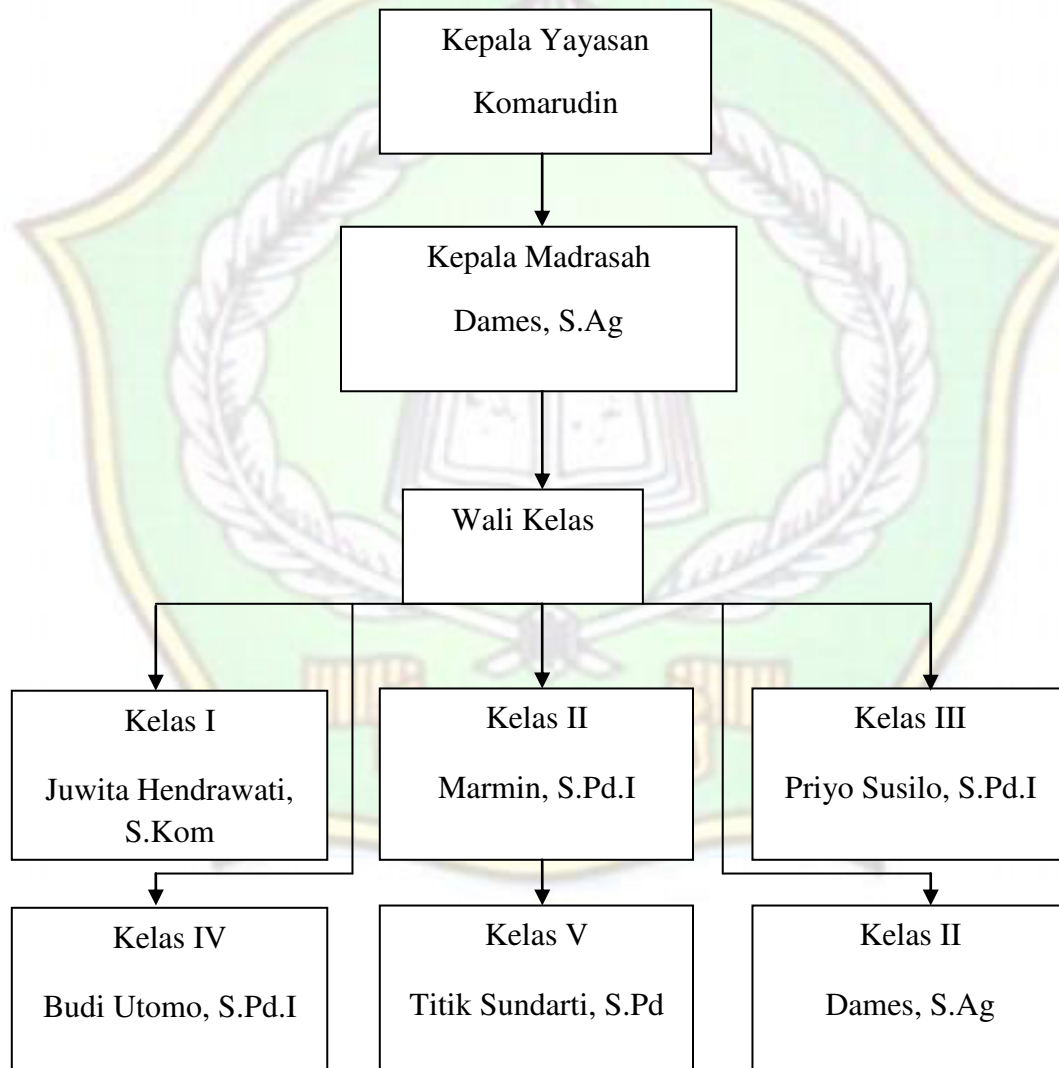 Kepala Yayasan
Komarudin
Kepala Madrasah
Dames, S.Ag
Wali Kelas
Kelas I
Juwita Hendrawati,
S.Kom
Kelas II
Marmin, S.Pd.I
Kelas III
Priyo Susilo, S.Pd.I
Kelas IV
Budi Utomo, S.Pd.I
Kelas V
Titik Sundarti, S.Pd
Kelas II
Dames, S.Ag